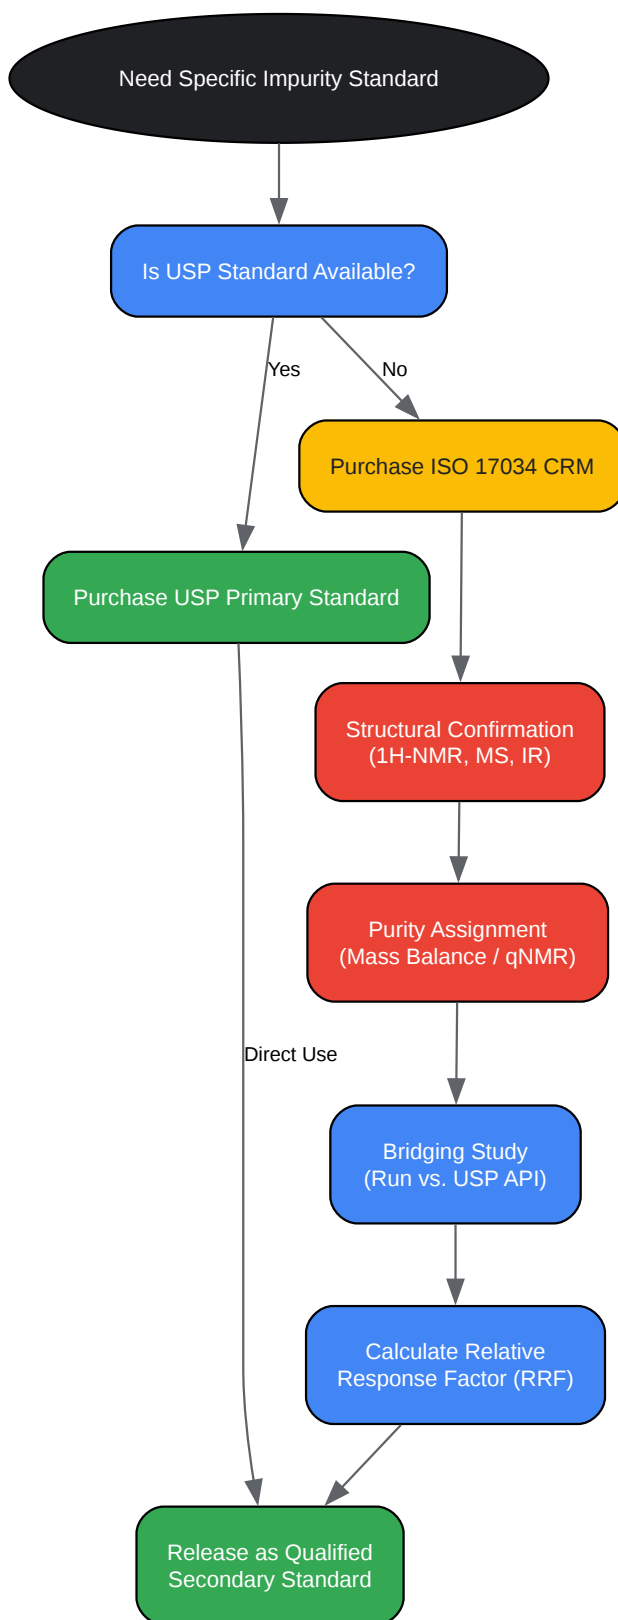 Need Specific Impurity Standard
Is USP Standard Available?
Yes
No
Purchase ISO 17034 CRM
Purchase USP Primary Standard
Structural Confirmation
(1H-NMR, MS, IR)
Purity Assignment
(Mass Balance / qNMR)
Direct Use
Bridging Study
(Run vs. USP API)
Calculate Relative
Response Factor (RRF)
Release as Qualified
Secondary Standard